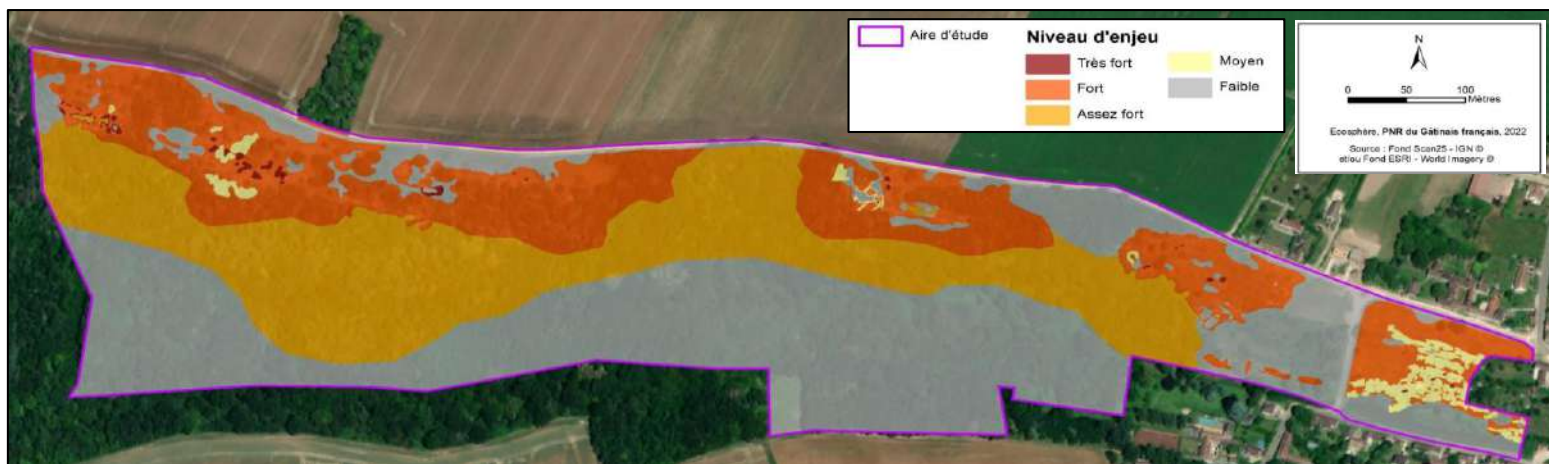 Aire d'étude
Niveau d'enjeu
Très fort
Fort
Assez fort
Moyen
Faible
N
0 50 100
Mètres
Ecosphère, PNR du Gâtinais français, 2022
Source : Fond Scan25 - IGN ©
et/ou Fond ESRI - World Imagery ©